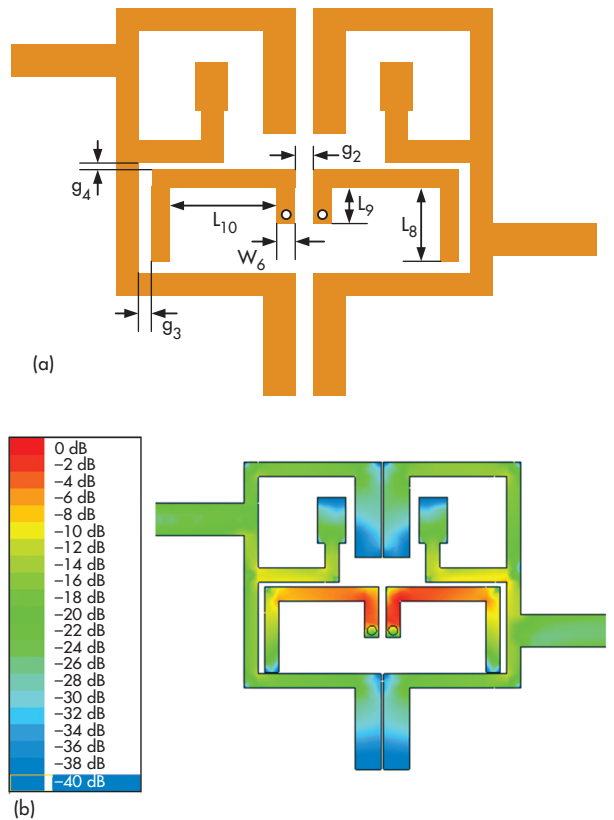 g₂
g₄
L₁₀
L₉
L₈
W₆
g₃
(a)
0 dB
–2 dB
–4 dB
–6 dB
–8 dB
–10 dB
–12 dB
–14 dB
–16 dB
–20 dB
–22 dB
–24 dB
–26 dB
–28 dB
–30 dB
–32 dB
–34 dB
–36 dB
–38 dB
–40 dB
(b)